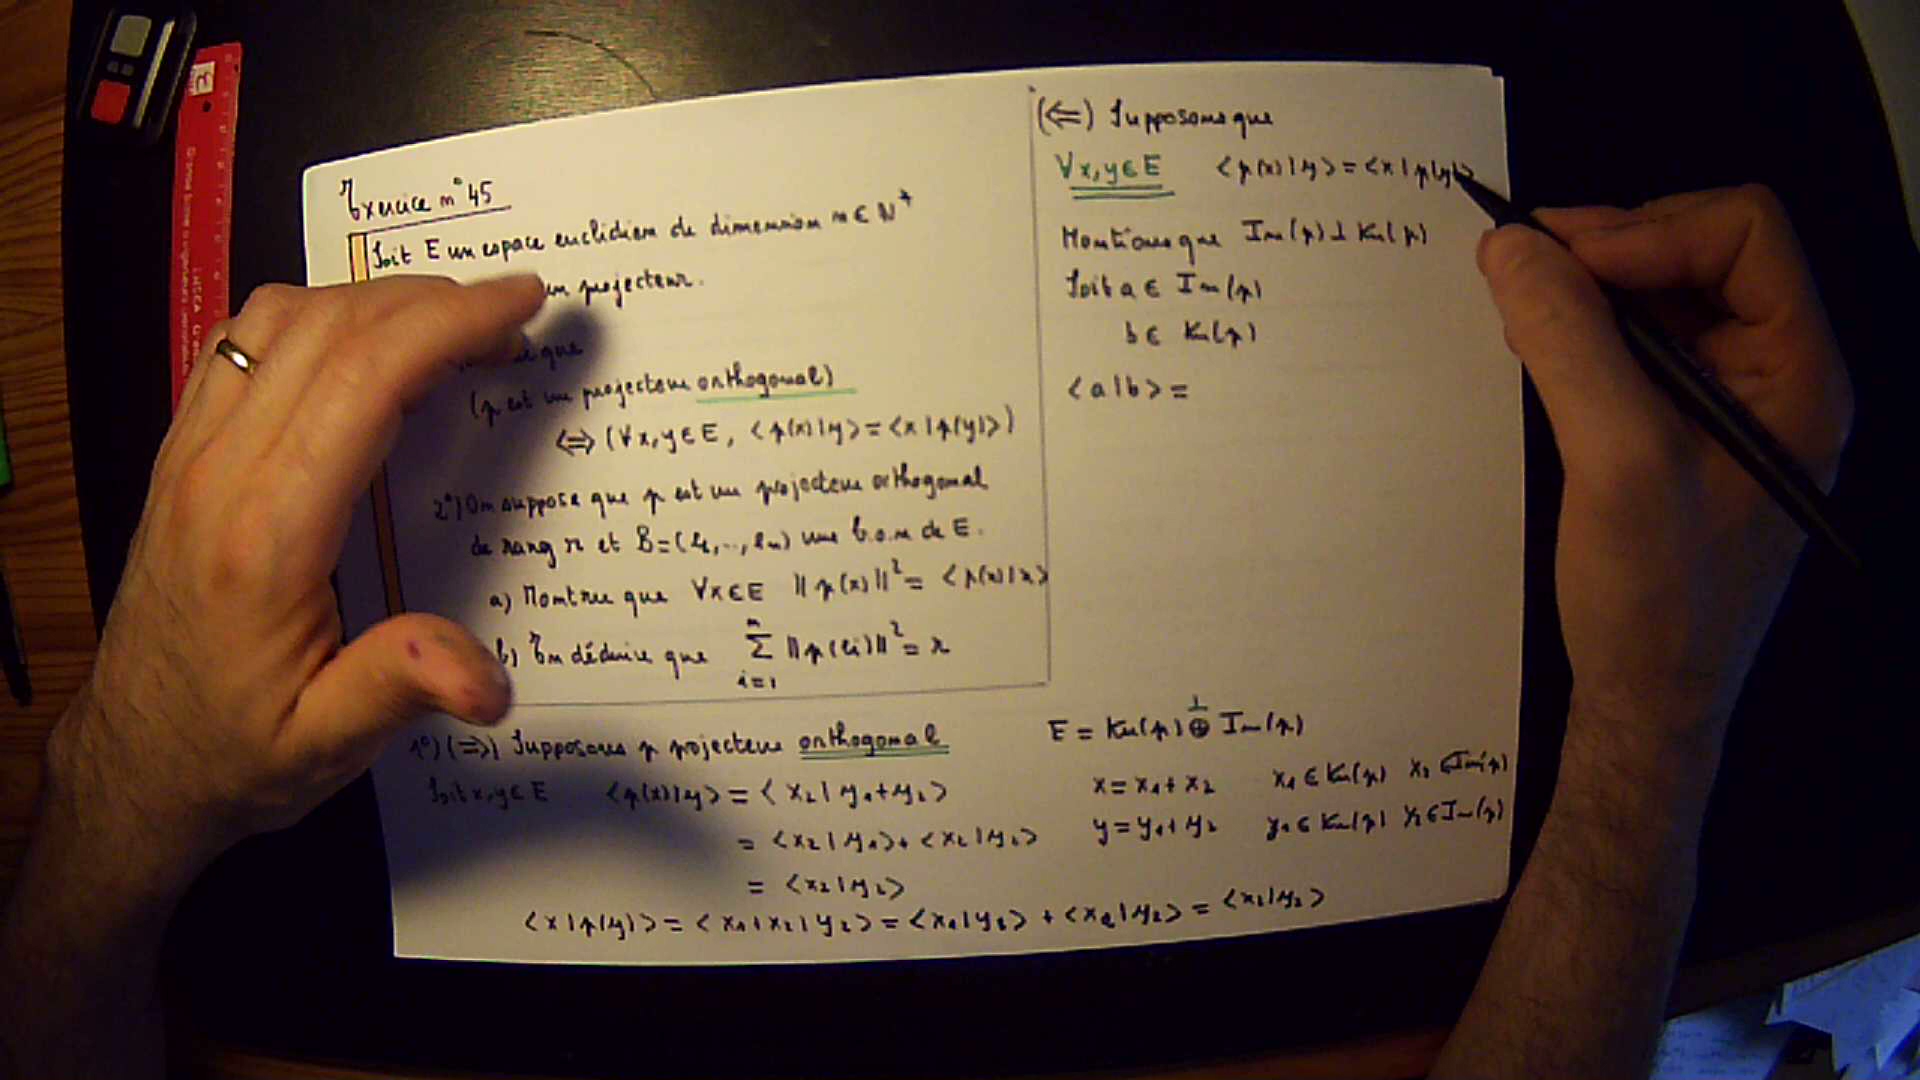 Exercice n° 45
Soit E un espace euclidien de dimension n ∈ N*
un projecteur.
que
(p est un projecteur orthogonal)
⇔ (∀x,y ∈ E, <p(x)|y> = <x|p(y)>)
2°) On suppose que p est un projecteur orthogonal
de rang r et B = (e₁,..,eₙ) une b.o.n de E.
a) Montrer que ∀x ∈ E ||p(x)||² = <p(x)|x>
b) En déduire que Σ_{i=1}^{n} ||p(ei)||² = r
1°) (⇒) Supposons p projecteur orthogonal
Soit x,y ∈ E <p(x)|y> = <x₂|y₁+y₂>
= <x₂|y₁> + <x₂|y₂>
= <x₂|y₂>
<x|p(y)> = <x₁+x₂|y₂> = <x₁|y₂> + <x₂|y₂> = <x₂|y₂>
E = Ker(p) ⊕^⊥ Im(p)
x = x₁ + x₂ x₁ ∈ Ker(p) x₂ ∈ Im(p)
y = y₁ + y₂ y₁ ∈ Ker(p) y₂ ∈ Im(p)
(⇐) Supposons que
∀x,y ∈ E <p(x)|y> = <x|p(y)>
Montrons que Im(p) ⊥ Ker(p)
Soit a ∈ Im(p)
b ∈ Ker(p)
<a|b> =